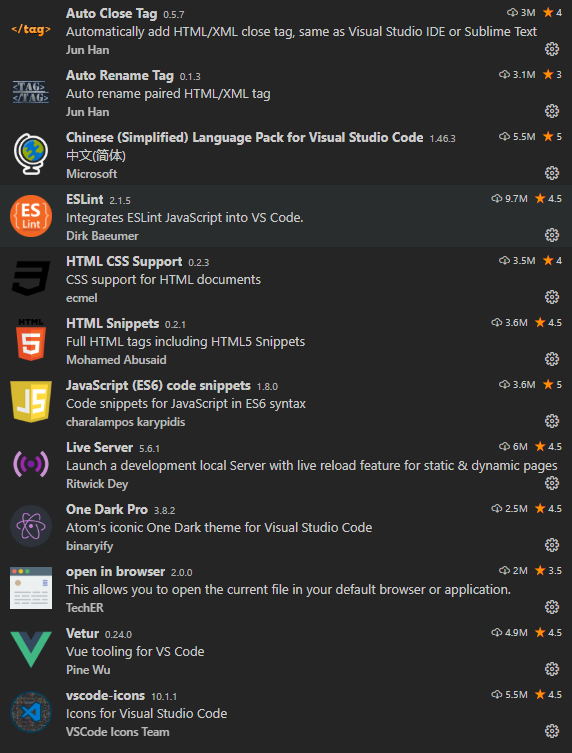 Auto Close Tag 0.5.7 3M 4
</tag> Automatically add HTML/XML close tag, same as Visual Studio IDE or Sublime Text
Jun Han
Auto Rename Tag 0.1.3 3.1M 3
<TAG>
</TAG>
Auto rename paired HTML/XML tag
Jun Han
Chinese (Simplified) Language Pack for Visual Studio Code 1.46.3 5.5M 5
中文(简体)
Microsoft
ESLint 2.1.5 9.7M 4.5
{ES}
Lint
Integrates ESLint JavaScript into VS Code.
Dirk Baeumer
HTML CSS Support 0.2.3 3.5M 4
3
CSS support for HTML documents
ecmel
HTML Snippets 0.2.1 3.6M 4.5
HTML
5
Full HTML tags including HTML5 Snippets
Mohamed Abusaid
JavaScript (ES6) code snippets 1.8.0 3.6M 5
JS
Code snippets for JavaScript in ES6 syntax
charalampos karypidis
Live Server 5.6.1 6M 4.5
Launch a development local Server with live reload feature for static & dynamic pages
Ritwick Dey
One Dark Pro 3.8.2 2.5M 4.5
Atom's iconic One Dark theme for Visual Studio Code
binaryify
open in browser 2.0.0 2M 3.5
This allows you to open the current file in your default browser or application.
TechER
Vetur 0.24.0 4.9M 4.5
Vue tooling for VS Code
Pine Wu
vscode-icons 10.1.1 5.5M 4.5
Icons for Visual Studio Code
VSCode Icons Team